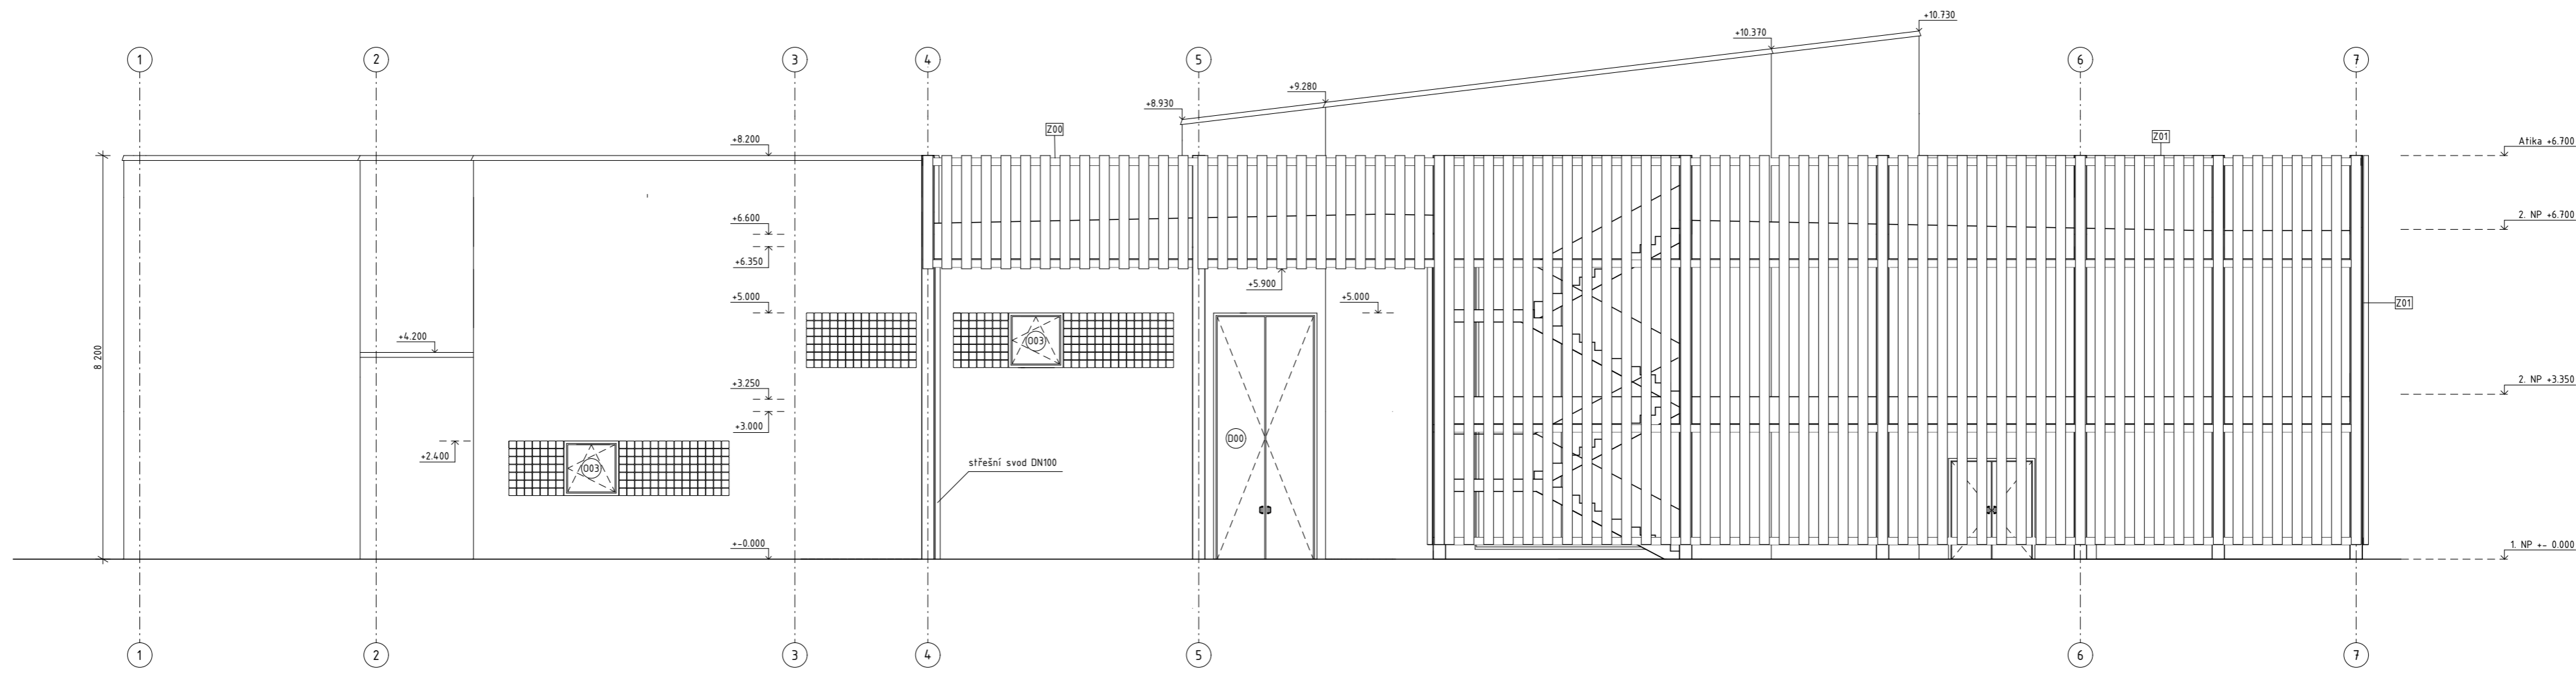 +10.730
+10.370
1
2
3
4
5
6
7
+9.280
+8.930
Z00
Z01
+8.200
Atika +6.700
+6.600
2. NP +6.700
+6.350
+5.900
+5.000
+5.000
Z01
O03
+4.200
8 200
+3.250
2. NP +3.350
+3.000
D00
+2.400
O03
střešní svod DN100
+-0.000
1. NP +- 0.000
1
2
3
4
5
6
7